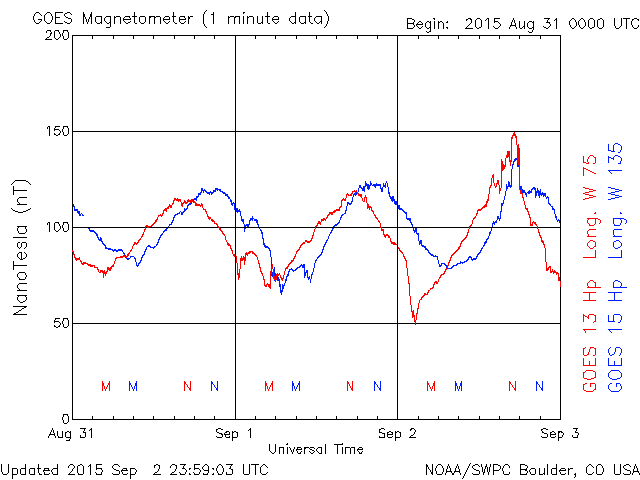 GOES Magnetometer (1 minute data)
Begin: 2015 Aug 31 0000 UTC
200
150
100
50
0
NanoTesla (nT)
M M N N M M N N M M N N
Aug 31 Sep 1 Sep 2 Sep 3
Universal Time
GOES 13 Hp Long. W 75
GOES 15 Hp Long. W 135
Updated 2015 Sep 2 23:59:03 UTC
NOAA/SWPC Boulder, CO USA